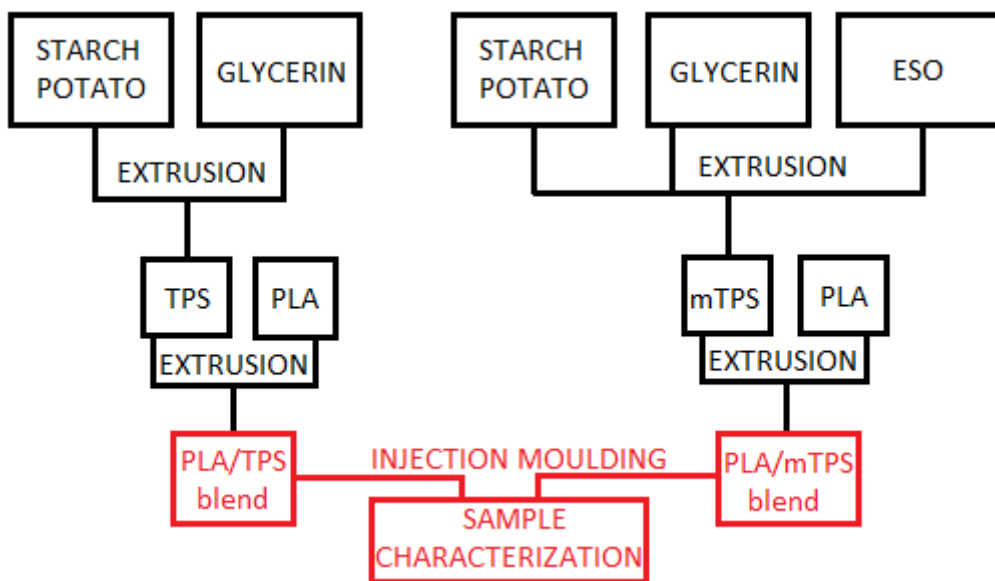 STARCH
POTATO
GLYCERIN
STARCH
POTATO
GLYCERIN
ESO
EXTRUSION
EXTRUSION
TPS
PLA
mTPS
PLA
EXTRUSION
EXTRUSION
PLA/TPS
blend
INJECTION MOULDING
PLA/mTPS
blend
SAMPLE
CHARACTERIZATION